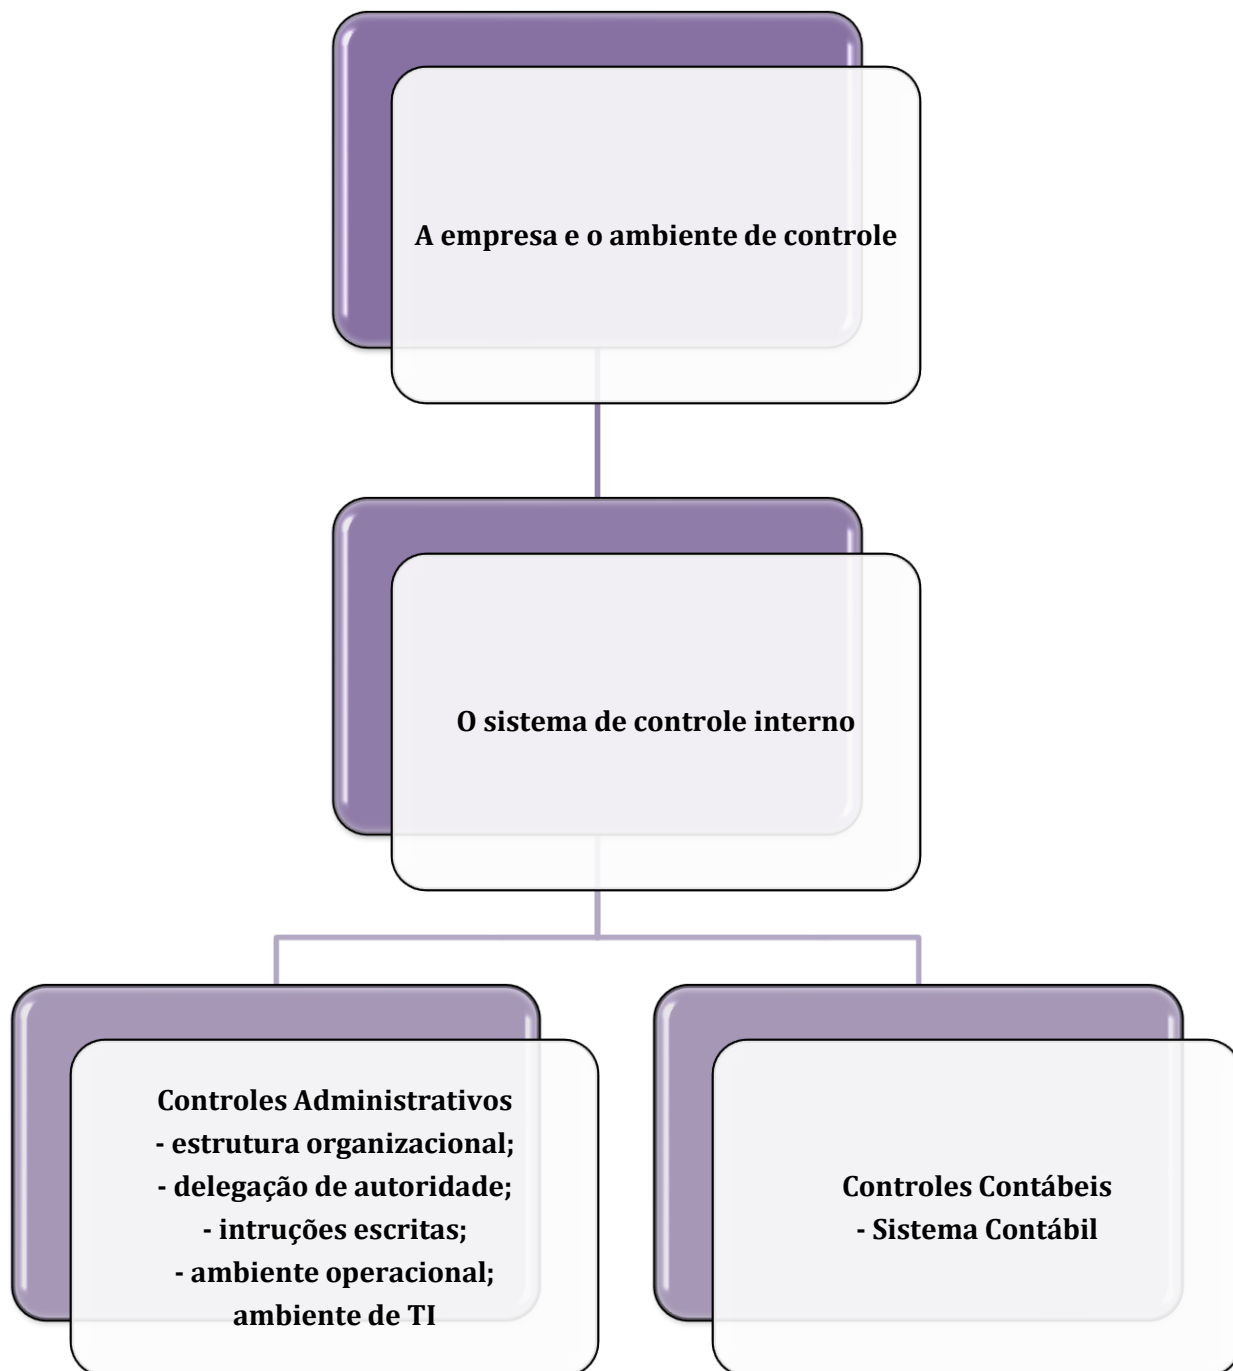 A empresa e o ambiente de controle
O sistema de controle interno
Controles Administrativos
- estrutura organizacional;
- delegação de autoridade;
- intruções escritas;
- ambiente operacional;
ambiente de TI
Controles Contábeis
- Sistema Contábil